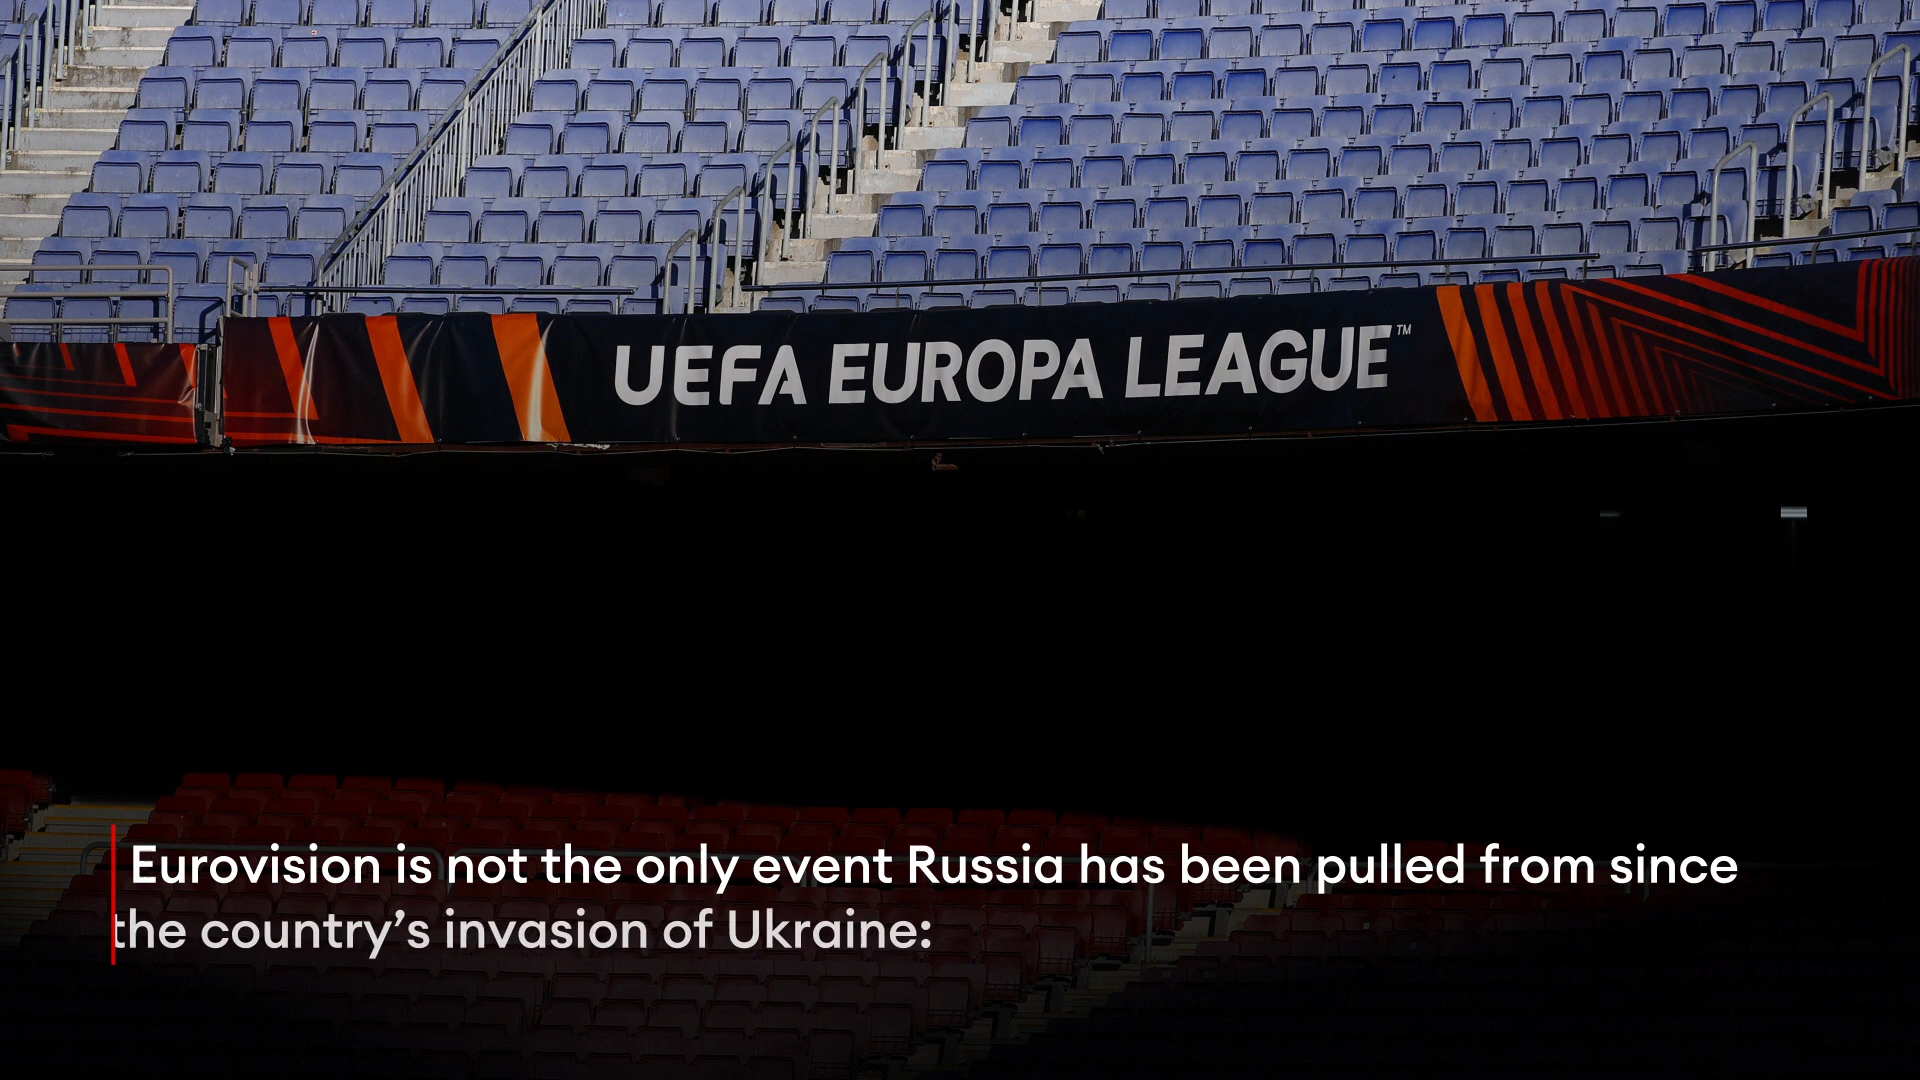 UEFA EUROPA LEAGUE™
Eurovision is not the only event Russia has been pulled from since
the country’s invasion of Ukraine: